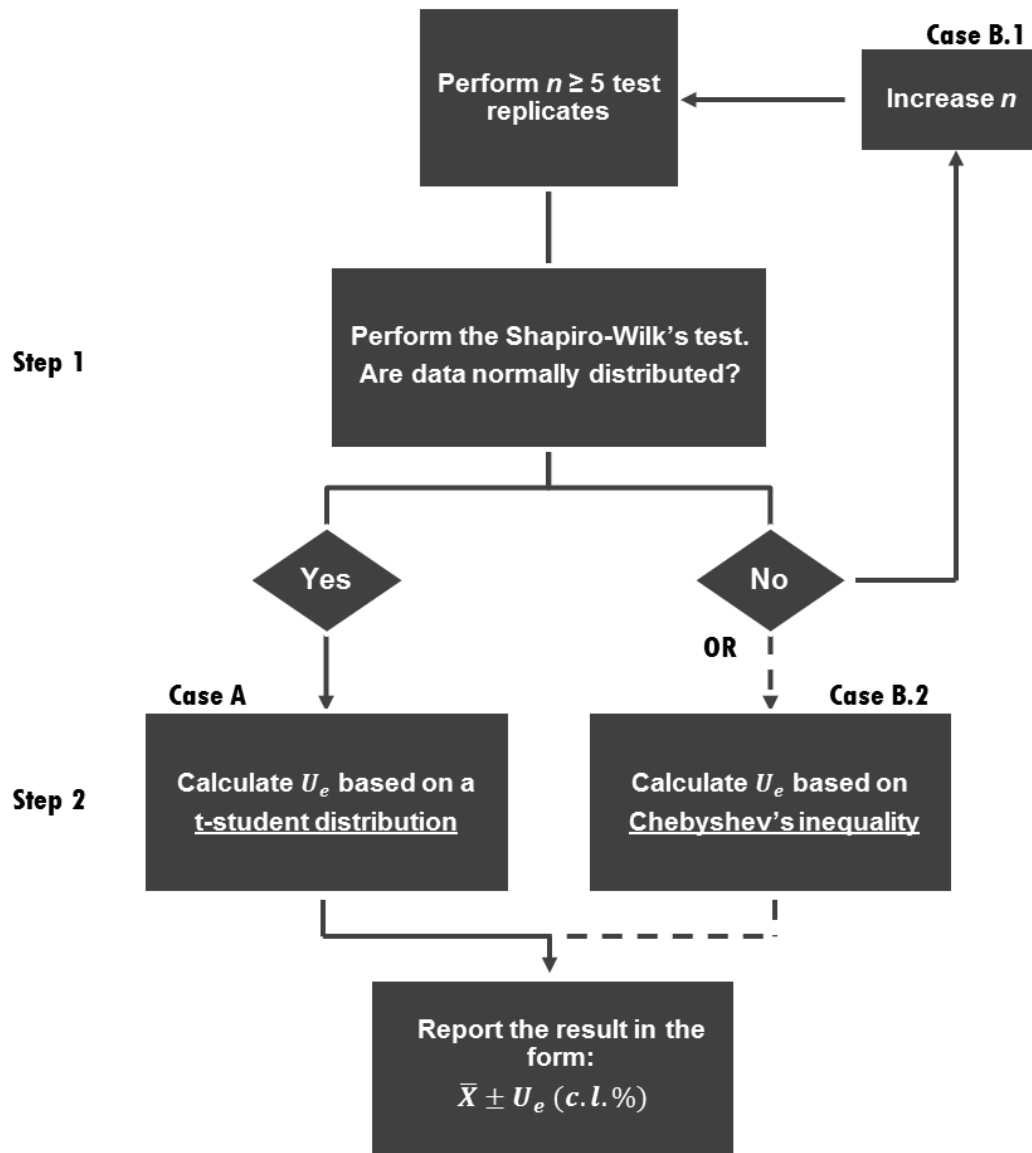 Case B.1
Perform n ≥ 5 test
replicates
Increase n
Step 1
Perform the Shapiro-Wilk's test.
Are data normally distributed?
Yes
No
OR
Case A
Case B.2
Step 2
Calculate Uₑ based on a
t-student distribution
Calculate Uₑ based on
Chebyshev's inequality
Report the result in the
form:
X̄ ± Uₑ (c.l.%)